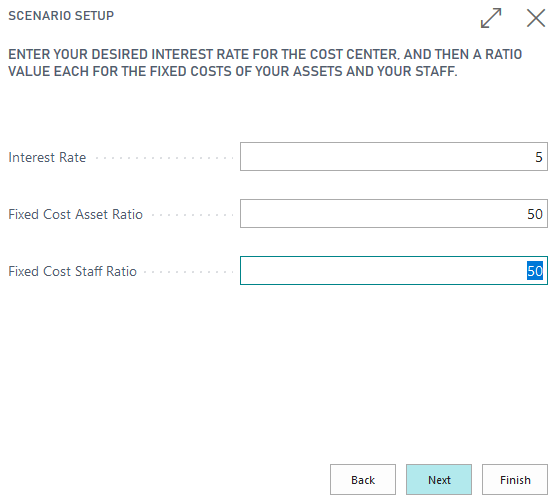 SCENARIO SETUP
ENTER YOUR DESIRED INTEREST RATE FOR THE COST CENTER, AND THEN A RATIO
VALUE EACH FOR THE FIXED COSTS OF YOUR ASSETS AND YOUR STAFF.
Interest Rate 5
Fixed Cost Asset Ratio 50
Fixed Cost Staff Ratio 50
Back Next Finish